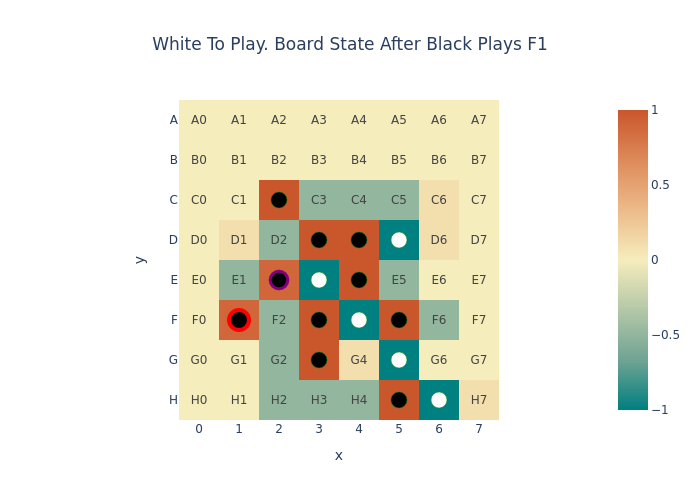 White To Play. Board State After Black Plays F1
A A0 A1 A2 A3 A4 A5 A6 A7
B B0 B1 B2 B3 B4 B5 B6 B7
C C0 C1 C3 C4 C5 C6 C7
D D0 D1 D2 D6 D7
E E0 E1 E5 E6 E7
F F0 F2 F6 F7
G G0 G1 G2 G4 G6 G7
H H0 H1 H2 H3 H4 H7
0 1 2 3 4 5 6 7
x
y
1
0.5
0
−0.5
−1